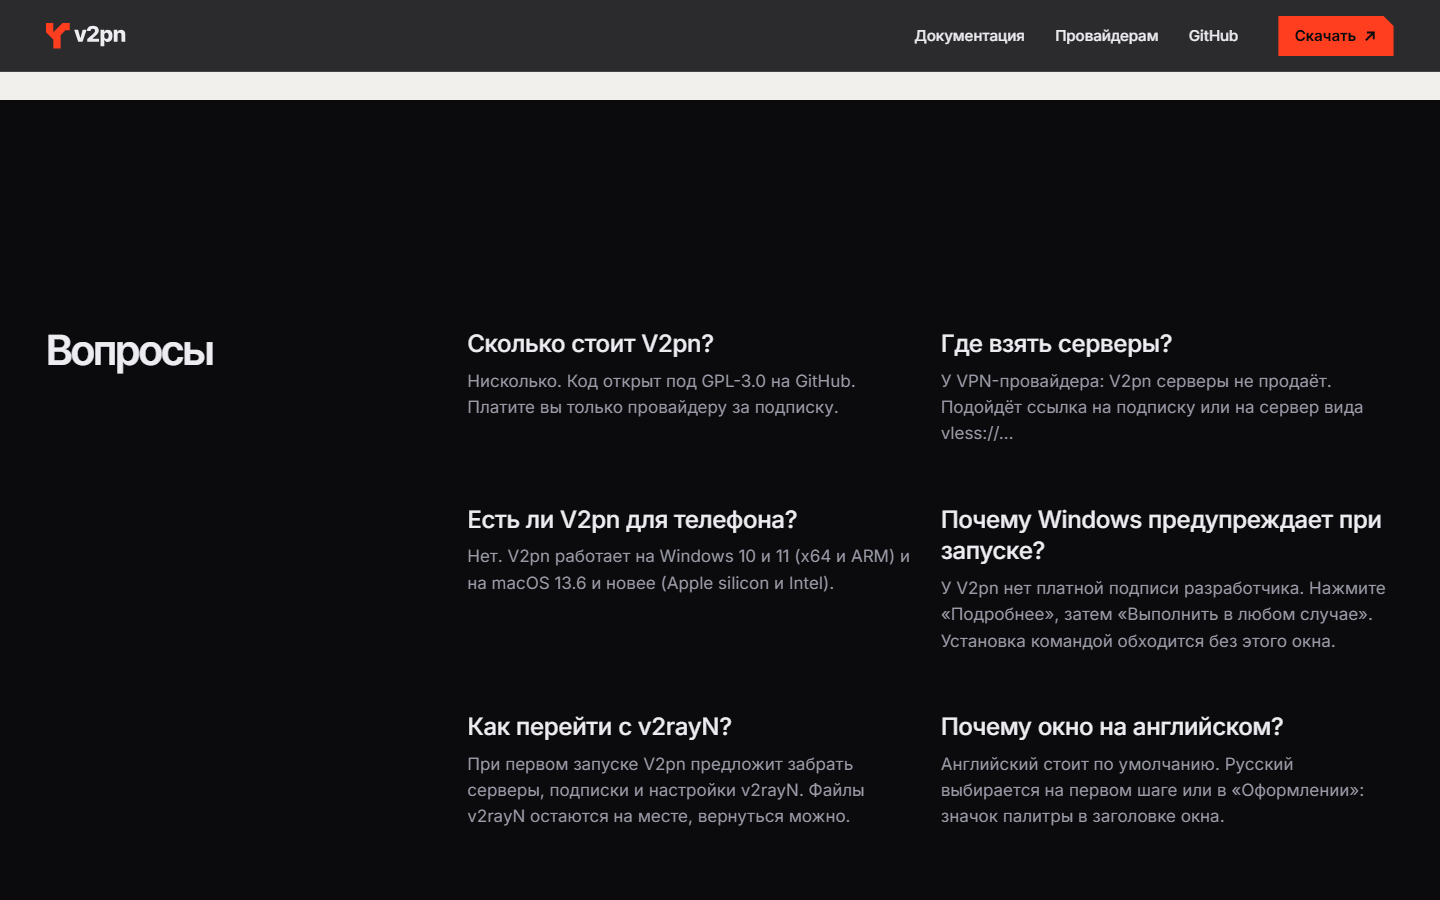 v2pn
Документация
Провайдерам
GitHub
Скачать
Вопросы
Сколько стоит V2pn?
Нисколько. Код открыт под GPL-3.0 на GitHub.
Платите вы только провайдеру за подписку.
Где взять серверы?
У VPN-провайдера: V2pn серверы не продаёт.
Подойдёт ссылка на подписку или на сервер вида
vless://...
Есть ли V2pn для телефона?
Нет. V2pn работает на Windows 10 и 11 (x64 и ARM) и
на macOS 13.6 и новее (Apple silicon и Intel).
Почему Windows предупреждает при
запуске?
У V2pn нет платной подписи разработчика. Нажмите
«Подробнее», затем «Выполнить в любом случае».
Установка командой обходится без этого окна.
Как перейти с v2rayN?
При первом запуске V2pn предложит забрать
серверы, подписки и настройки v2rayN. Файлы
v2rayN остаются на месте, вернуться можно.
Почему окно на английском?
Английский стоит по умолчанию. Русский
выбирается на первом шаге или в «Оформлении»:
значок палитры в заголовке окна.